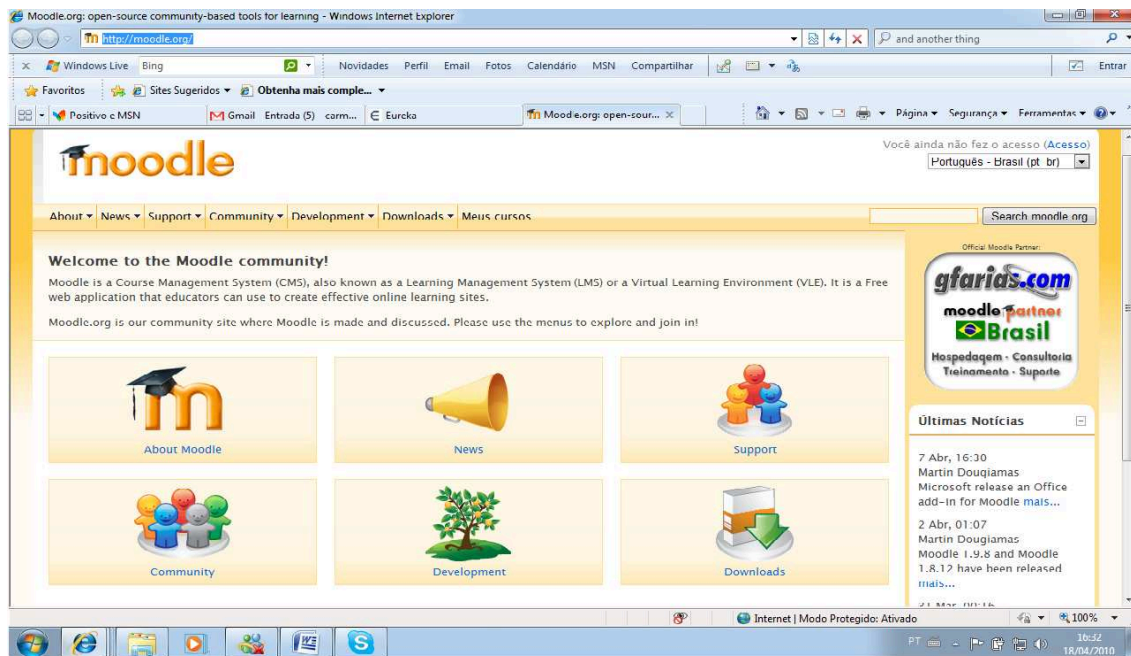 Moodle.org: open-source community-based tools for learning - Windows Internet Explorer
http://moodle.org/
and another thing
Windows Live Bing Novidades Perfil Email Fotos Calendário MSN Compartilhar Entrar
Favoritos Sites Sugeridos Obtenha mais comple...
Positivo e MSN Gmail Entrada (5) carm... Eureka Moodle.org: open-sour... Página Segurança Ferramentas
Você ainda não fez o acesso (Acesso)
moodle
Português - Brasil (pt_br)
About News Support Community Development Downloads Meus cursos
Search moodle.org
Welcome to the Moodle community!
Moodle is a Course Management System (CMS), also known as a Learning Management System (LMS) or a Virtual Learning Environment (VLE). It is a Free
web application that educators can use to create effective online learning sites.
Moodle.org is our community site where Moodle is made and discussed. Please use the menus to explore and join in!
About Moodle
News
Support
Community
Development
Downloads
Official Moodle Partner:
gfarias.com
moodle partner
Brasil
Hospedagem - Consultoria
Treinamento - Suporte
Últimas Notícias
7 Abr, 16:30
Martin Dougiamas
Microsoft release an Office
add-in for Moodle mais...
2 Abr, 01:07
Martin Dougiamas
Moodle 1.9.8 and Moodle
1.8.12 have been released
mais...
31 Mar, 00:16
Internet | Modo Protegido: Ativado
100%
PT
16:32
18/04/2010